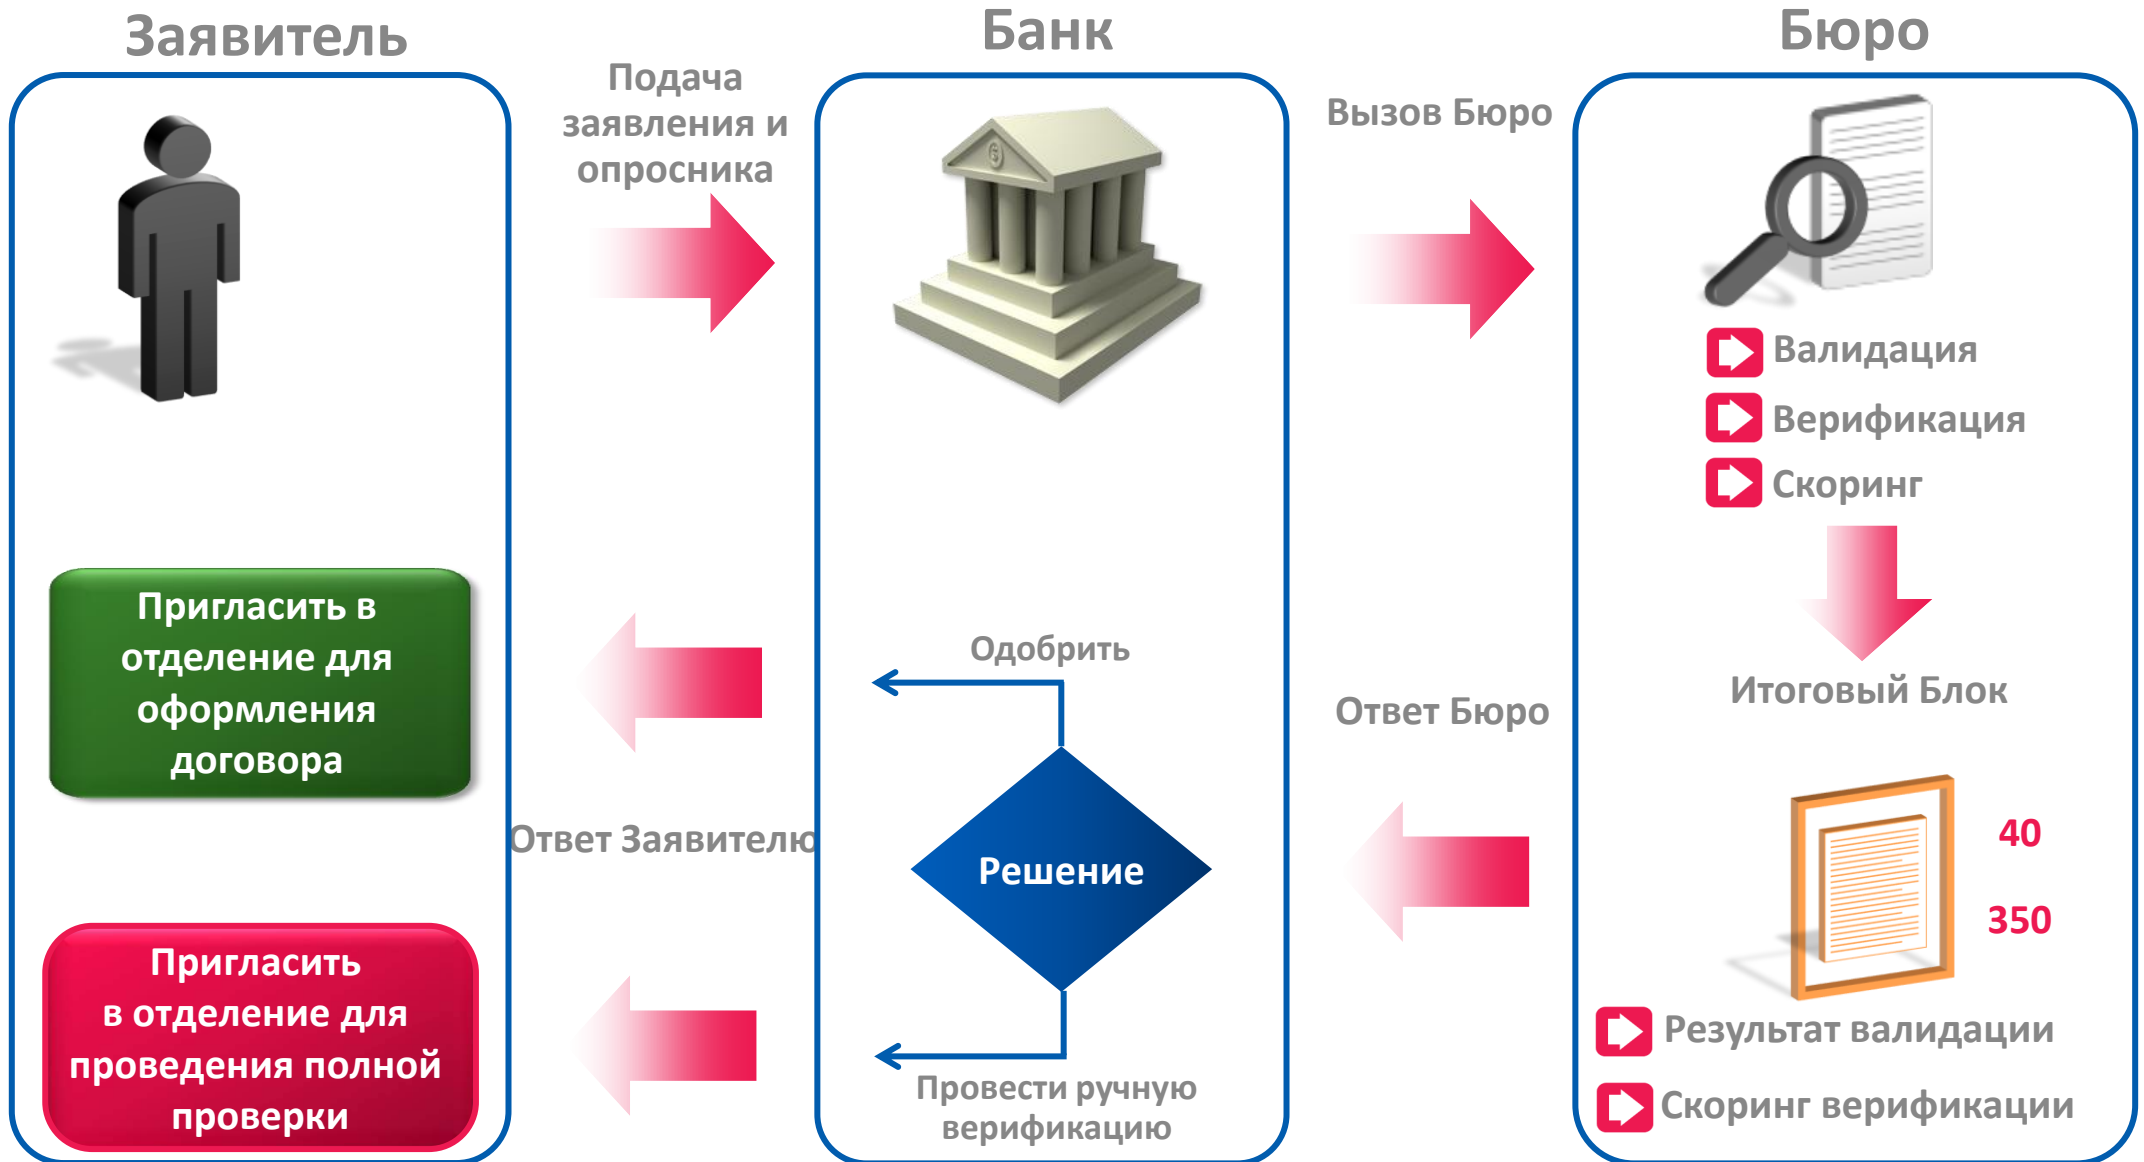 Заявитель
Банк
Бюро
Подача
заявления и
опросника
Вызов Бюро
Валидация
Верификация
Скоринг
Итоговый Блок
40
350
Результат валидации
Скоринг верификации
Ответ Бюро
Одобрить
Решение
Провести ручную
верификацию
Ответ Заявителю
Пригласить в
отделение для
оформления
договора
Пригласить
в отделение для
проведения полной
проверки